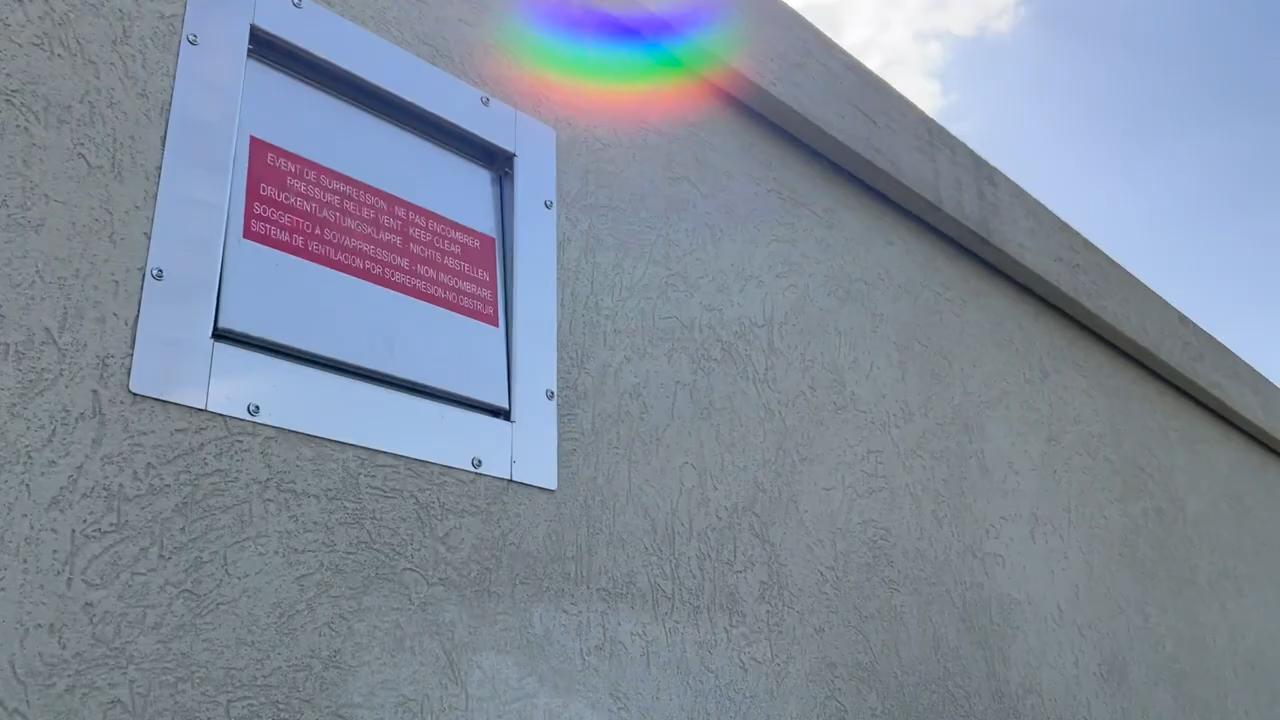 EVENT DE SURPRESSION - NE PAS ENCOMBRER
PRESSURE RELIEF VENT - KEEP CLEAR
DRUCKENTLASTUNGSKLAPPE - NICHTS ABSTELLEN
SOGGETTO A SOVAPPRESSIONE - NON INGOMBRARE
SISTEMA DE VENTILACION POR SOBREPRESION-NO OBSTRUIR